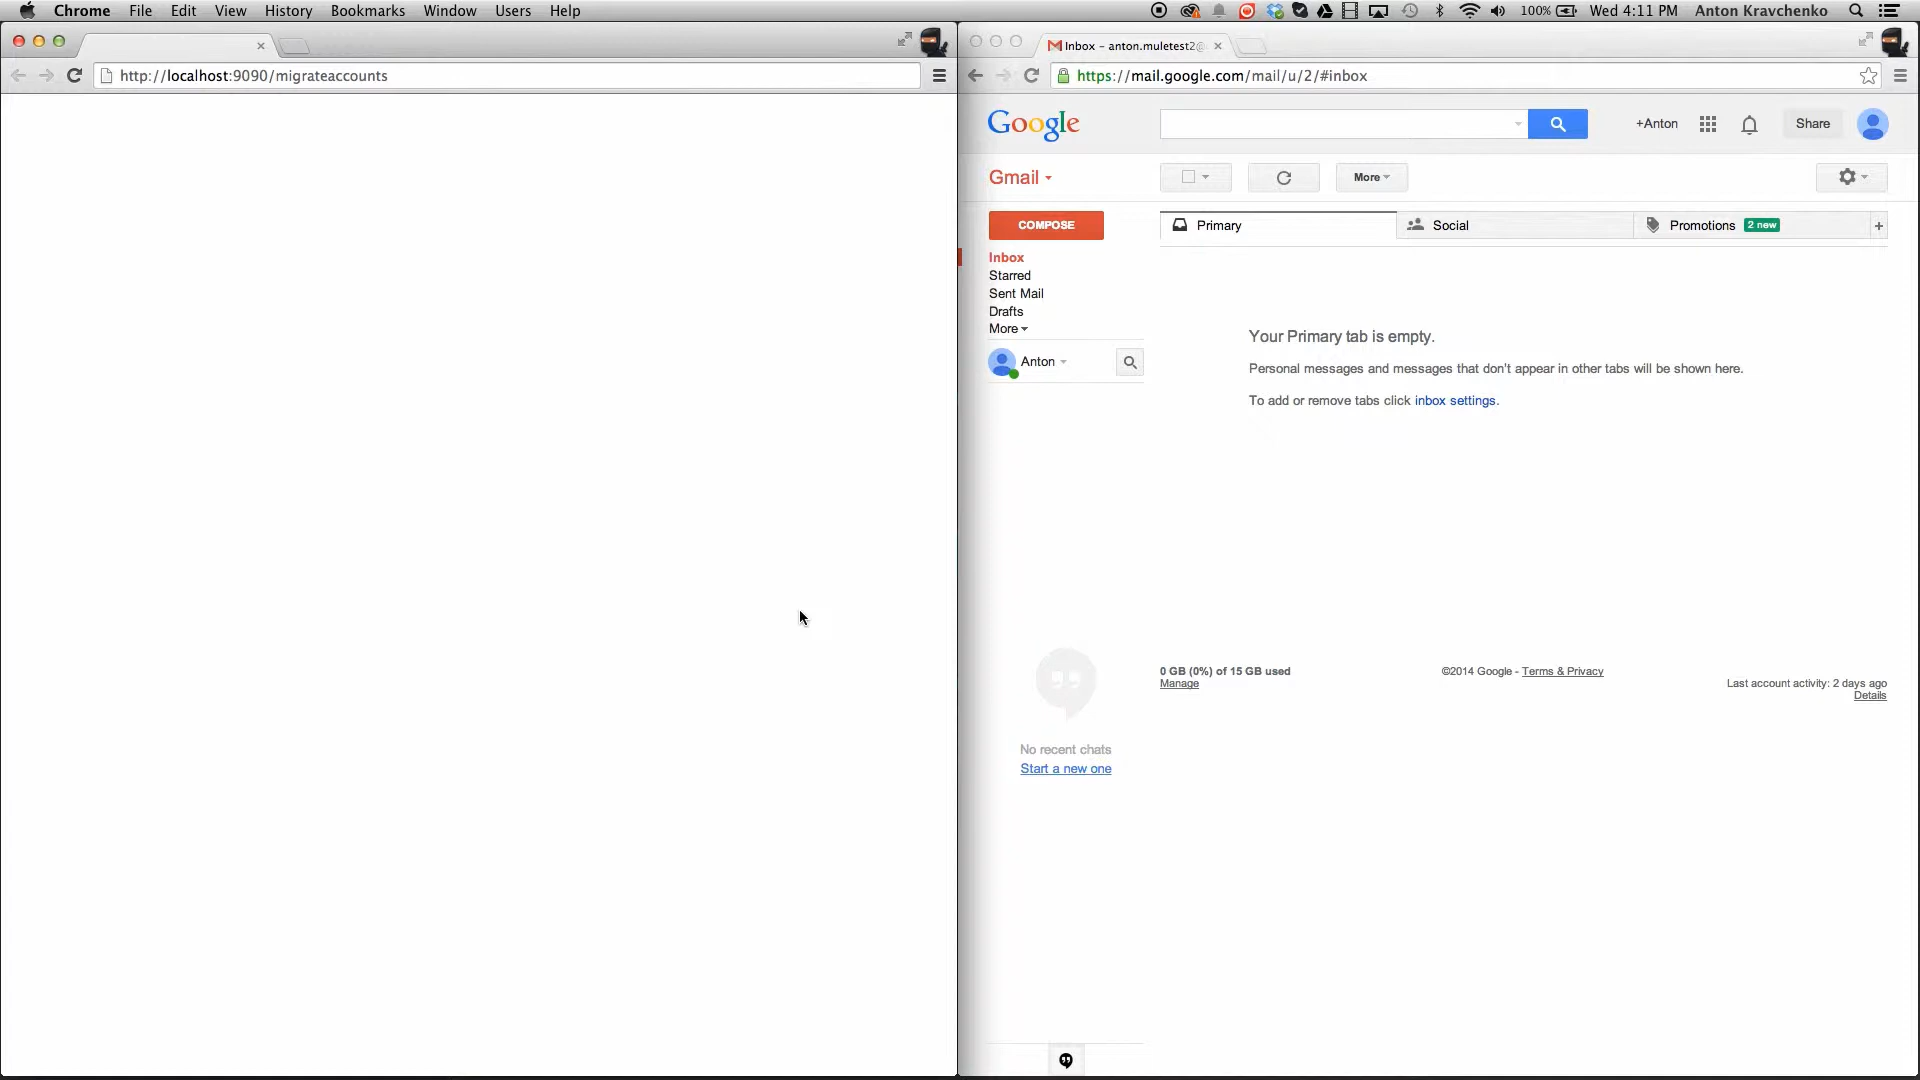 Chrome File Edit View History Bookmarks Window Users Help
100% Wed 4:11 PM Anton Kravchenko
http://localhost:9090/migrateaccounts
Inbox - anton.muletest2@
https://mail.google.com/mail/u/2/#inbox
Google
+Anton
Share
Gmail
More
COMPOSE
Primary
Social
Promotions 2 new
+
Inbox
Starred
Sent Mail
Drafts
More
Anton
Your Primary tab is empty.
Personal messages and messages that don't appear in other tabs will be shown here.
To add or remove tabs click inbox settings.
0 GB (0%) of 15 GB used
Manage
©2014 Google - Terms & Privacy
Last account activity: 2 days ago
Details
No recent chats
Start a new one